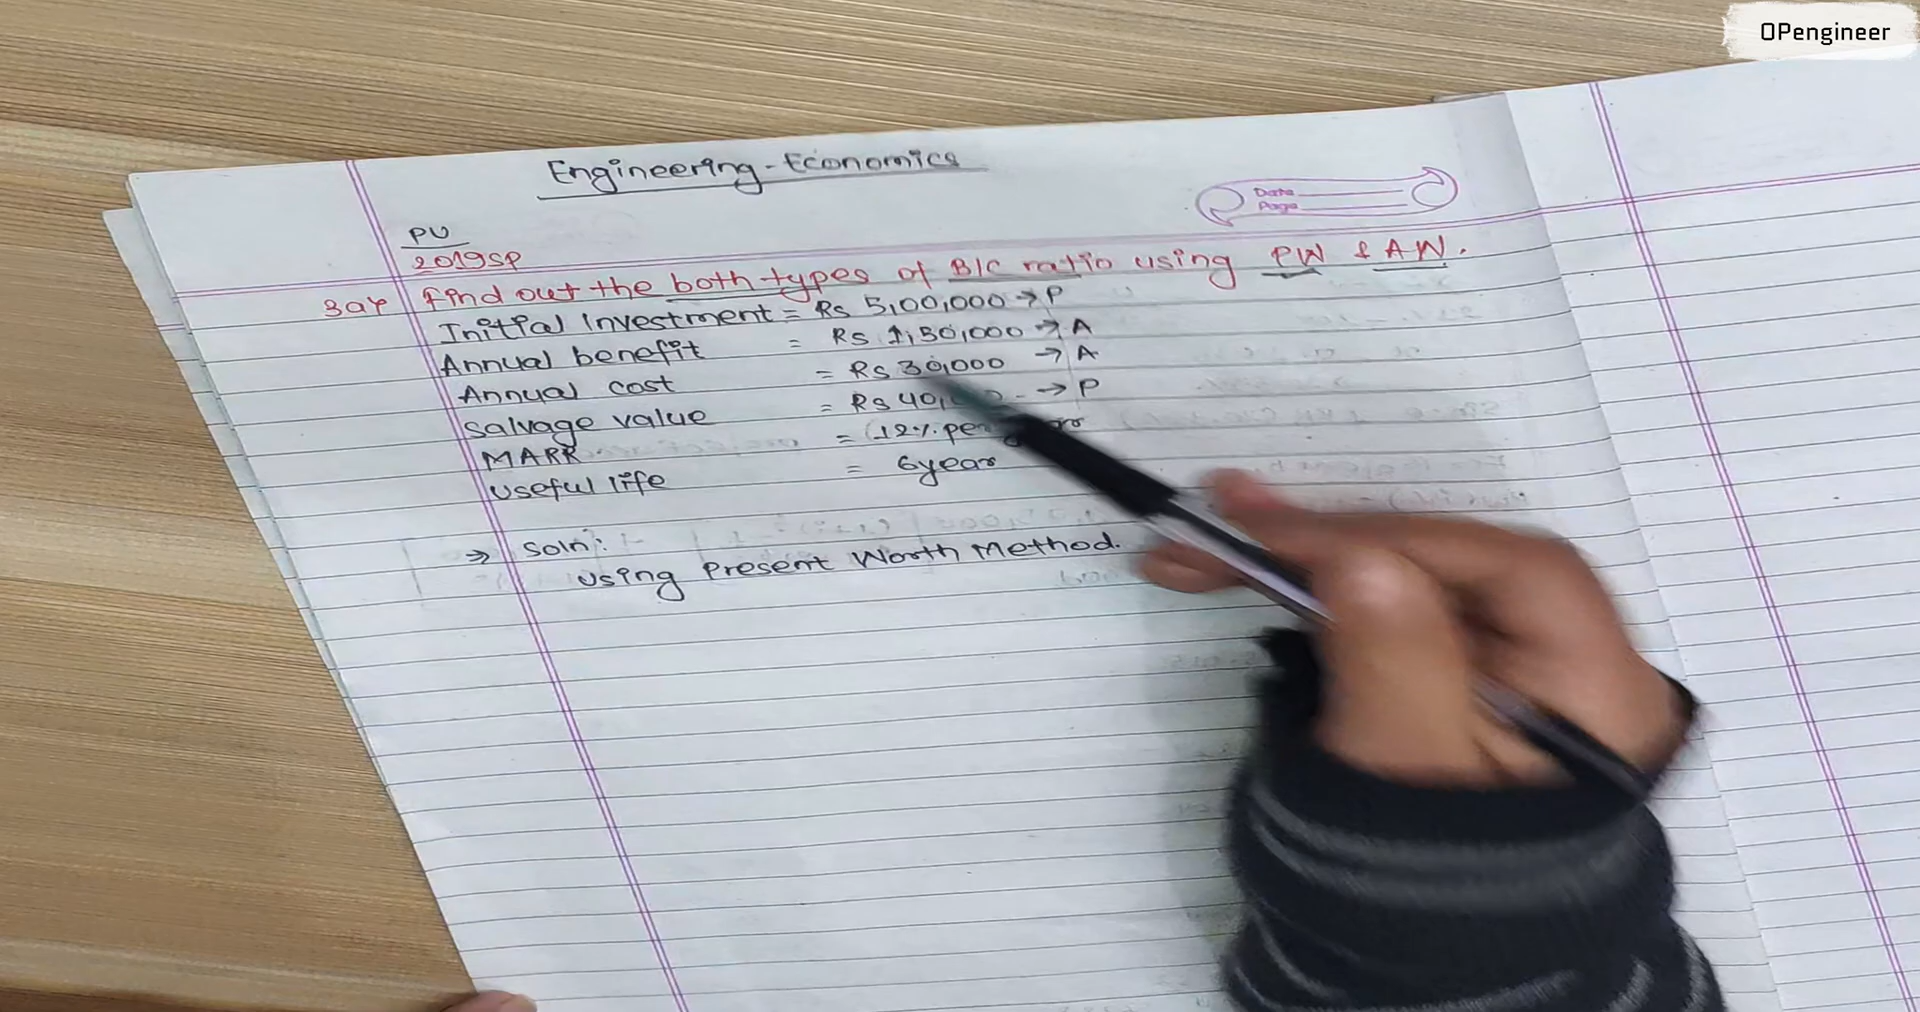 OPengineer
Engineering-Economics
Date
Page
PU
2019SP
3a) Find out the both types of B/C ratio using PW & AW.
Initial Investment = Rs 5,00,000 → P
Annual benefit = Rs 1,50,000 → A
Annual cost = Rs 30,000 → A
Salvage value = Rs 40, → P
MARR = 12%
Useful life = 6year
⇒ Soln:
Using Present Worth Method.